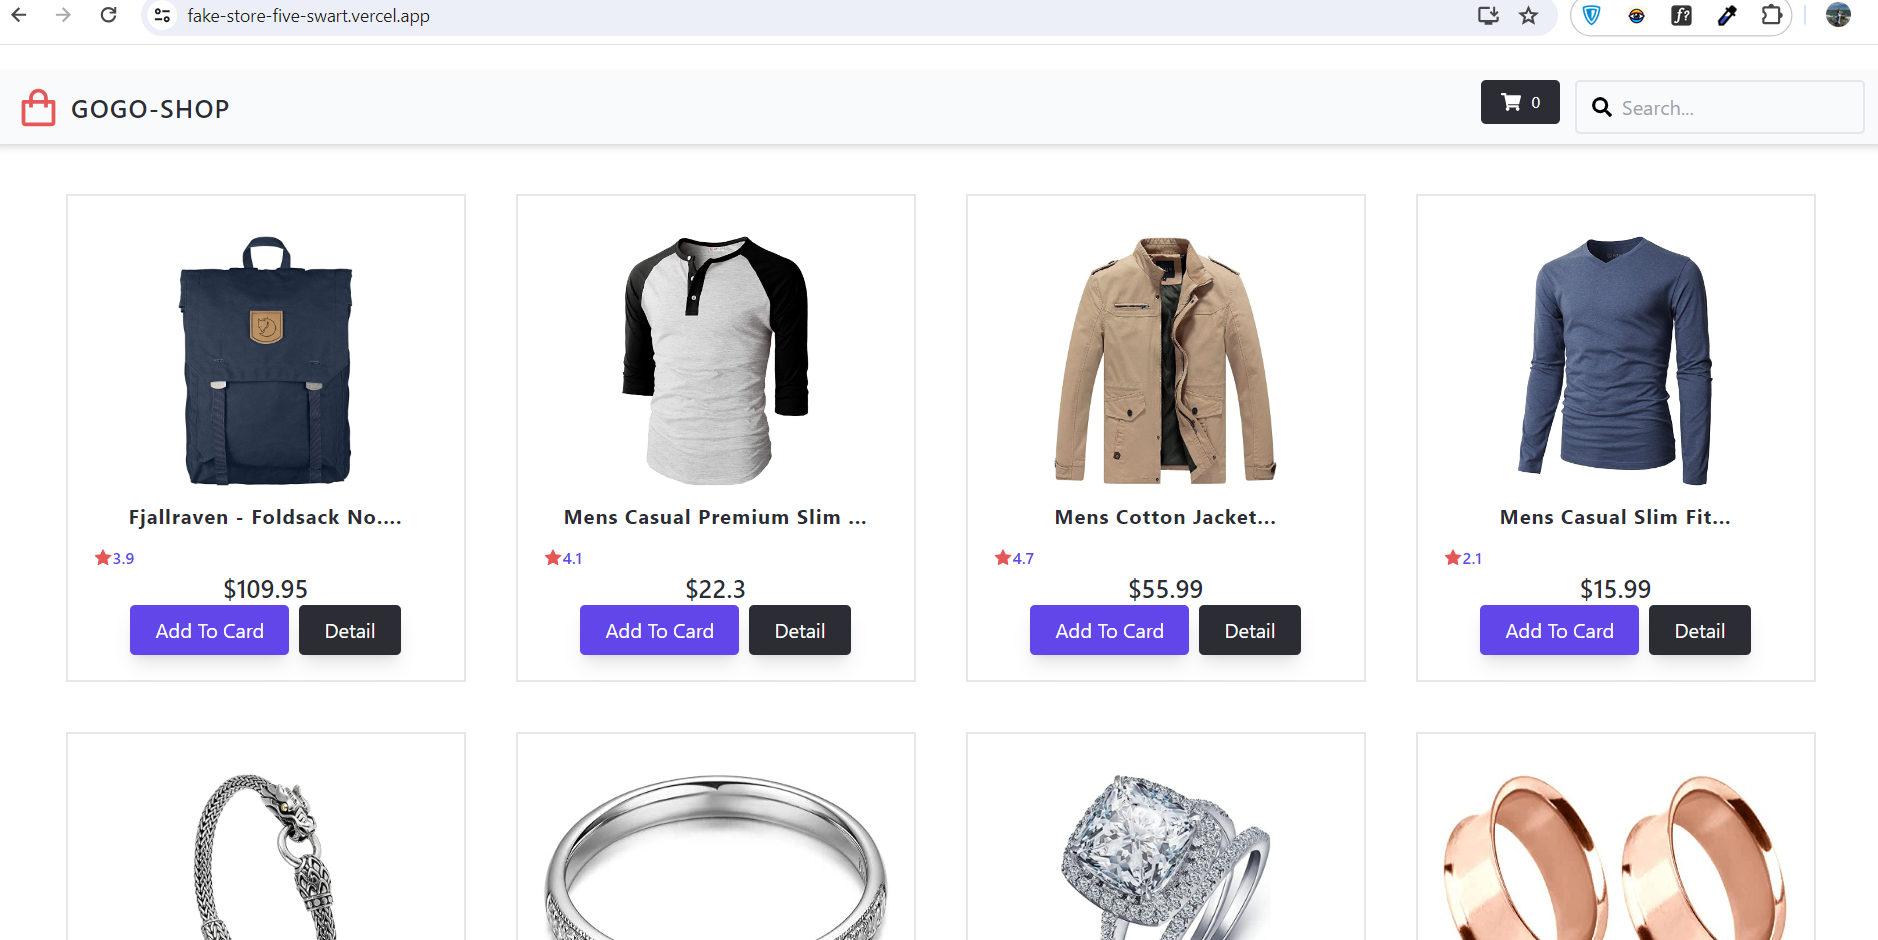 fake-store-five-swart.vercel.app
GOGO-SHOP
0
Search...
Fjallraven - Foldsack No....
Mens Casual Premium Slim ...
Mens Cotton Jacket...
Mens Casual Slim Fit...
3.9
4.1
4.7
2.1
$109.95
$22.3
$55.99
$15.99
Add To Card Detail
Add To Card Detail
Add To Card Detail
Add To Card Detail